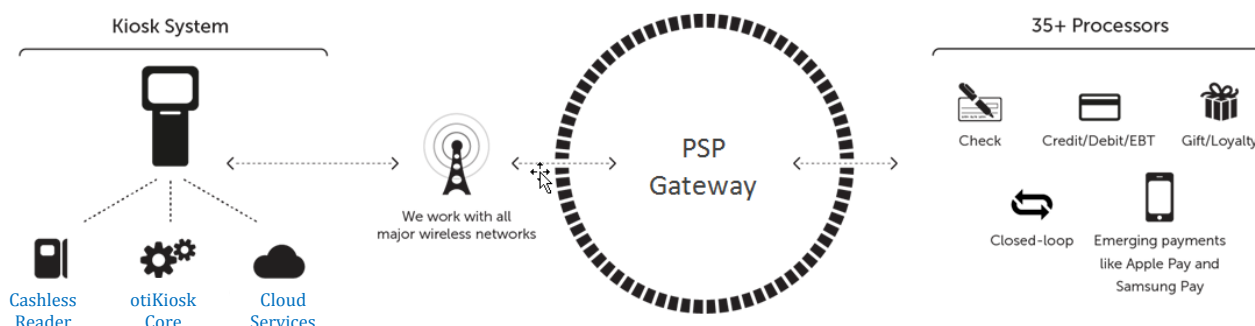 Kiosk System
35+ Processors
PSP
Gateway
Check
Credit/Debit/EBT
Gift/Loyalty
We work with all
major wireless networks
Closed-loop
Emerging payments
like Apple Pay and
Samsung Pay
Cashless
Reader
otiKiosk
Core
Cloud
Services